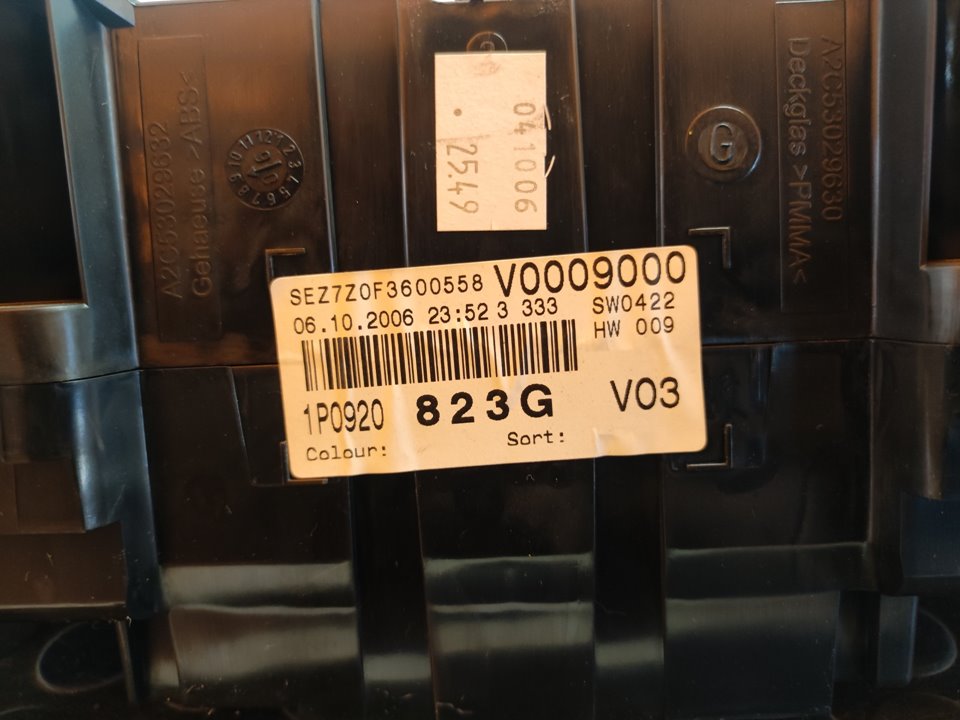 A2C53029632
Gehaeuse >ABS<
041006
25.49
G
A2C53029630
Deckglas >PMMA<
SEZ7Z0F3600558 V0009000
06.10.2006 23:52 3 333 SW0422
HW 009
1P0920 823G V03
Colour: Sort: